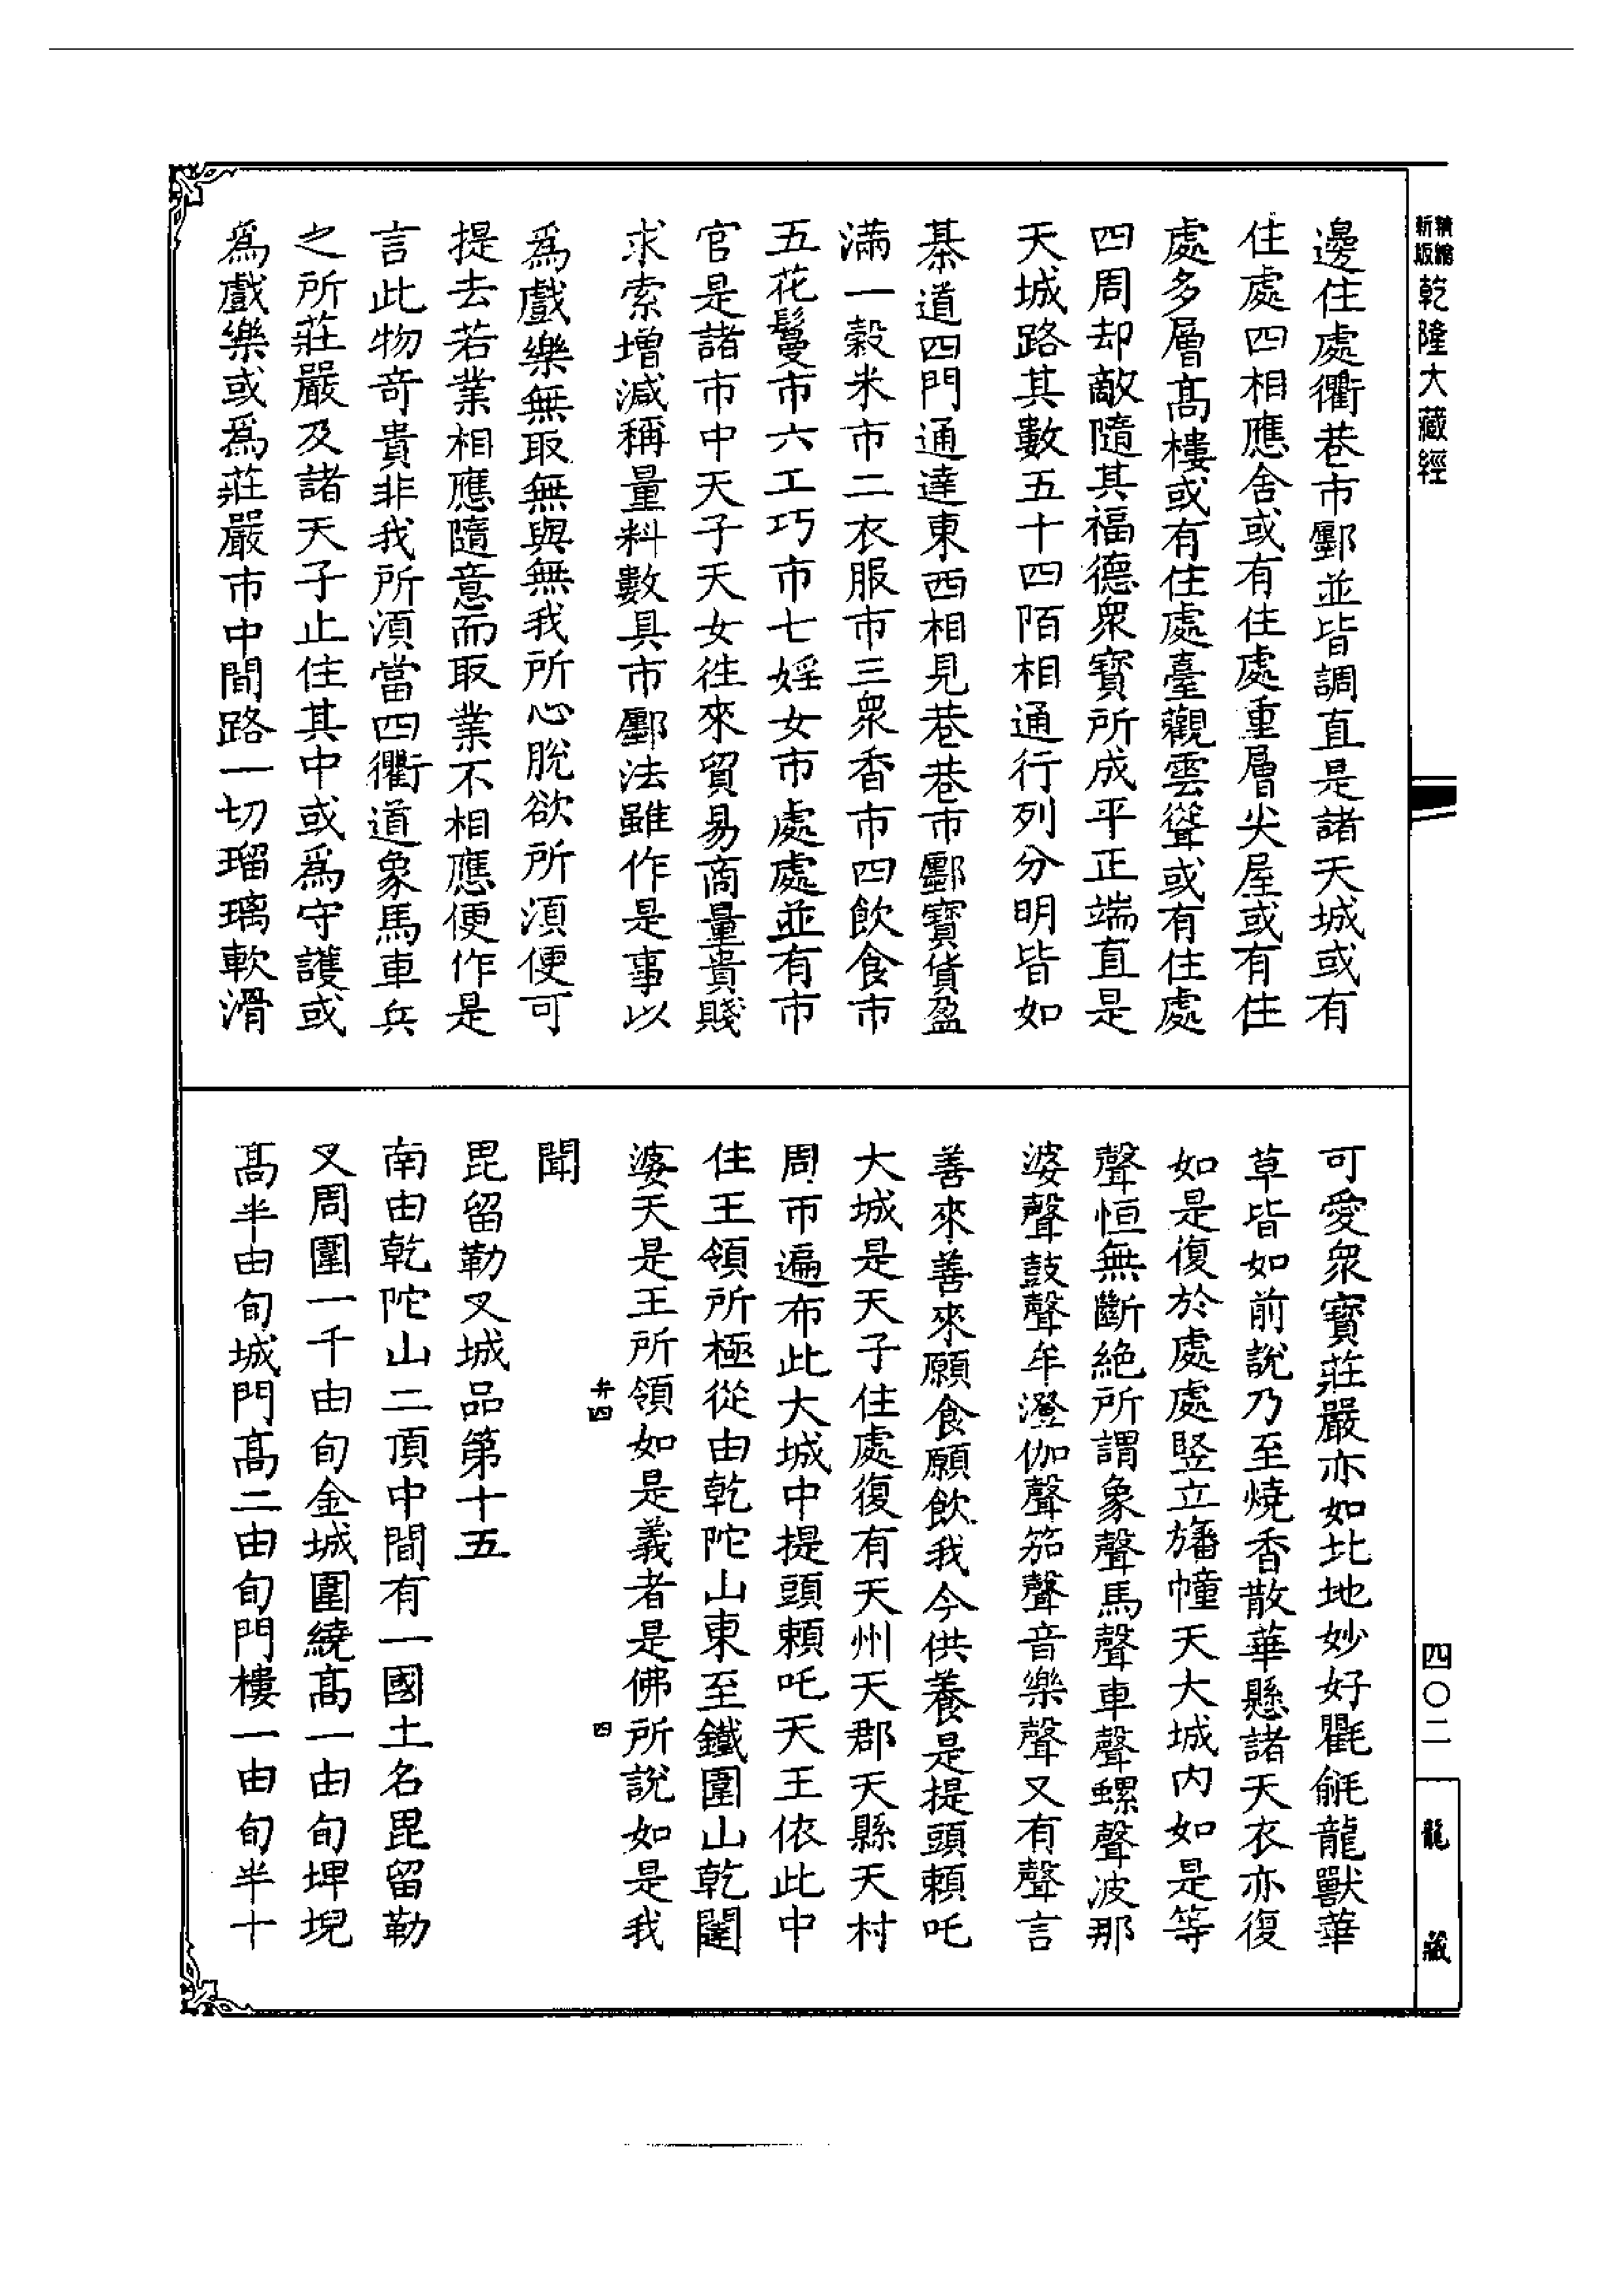 精縮新版乾隆大藏經
邊住處衢巷市鄽並皆調直是諸天城或有
住處四相應舍或有住處重層尖屋或有住
處多層髙樓或有住處臺觀雲聳或有住處
四周却敵隨其福德衆寳所成平正端直是
天城路其數五十四陌相通行列分明皆如
棊道四門通達東西相見巷巷市鄽寳貨盈
滿一穀米市二衣服市三衆香市四飲食市
五花鬘市六工巧市七婬女市處處並有市
官是諸市中天子天女往來貿易商量貴賤
求索増減稱量料數具市鄽法雖作是事以
爲戲樂無取無與無我所心脫欲所湏便可
提去若業相應隨意而取業不相應便作是
言此物竒貴非我所湏當四衢道象馬車兵
之所莊嚴及諸天子止住其中或爲守護或
爲戲樂或爲莊嚴市中間路一切瑠璃軟滑
可愛衆寳莊嚴亦如北地妙好㲲毹龍獸華
草皆如前說乃至燒香散華懸諸天衣亦復
如是復於處處竪立旛幢天大城内如是等
聲恒無斷絶所謂象聲馬聲車聲螺聲波那
婆聲鼓聲牟澄伽聲笳聲音樂聲又有聲言
善來善來願食願飲我今供養是提頭頼吒
大城是天子住處復有天州天郡天縣天村
周帀遍布此大城中提頭頼吒天王依此中
住王領所極從由乾陀山東至鐵圍山乾闥
婆天是王所領如是義者是佛所說如是我
弁四
四
聞
毘留勒叉城品第十五
南由乾陀山二頂中間有一國土名毘留勒
叉周圍一千由旬金城圍繞髙一由旬埤堄
髙半由旬城門髙二由旬門樓一由旬半十
四〇二
龍藏